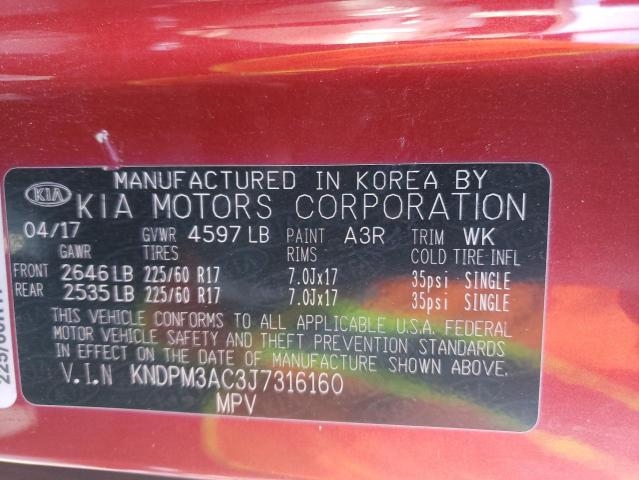 MANUFACTURED IN KOREA BY
KIA KIA MOTORS CORPORATION
04/17 GVWR 4597 LB PAINT A3R TRIM WK
GAWR TIRES RIMS COLD TIRE INFL
FRONT 2646 LB 225/60 R17 7.0Jx17 35psi SINGLE
REAR 2535 LB 225/60 R17 7.0Jx17 35psi SINGLE
THIS VEHICLE CONFORMS TO ALL APPLICABLE U.S.A. FEDERAL
MOTOR VEHICLE SAFETY AND THEFT PREVENTION STANDARDS
IN EFFECT ON THE DATE OF MANUFACTURE SHOWN ABOVE.
V.I.N KNDPM3AC3J7316160
MPV